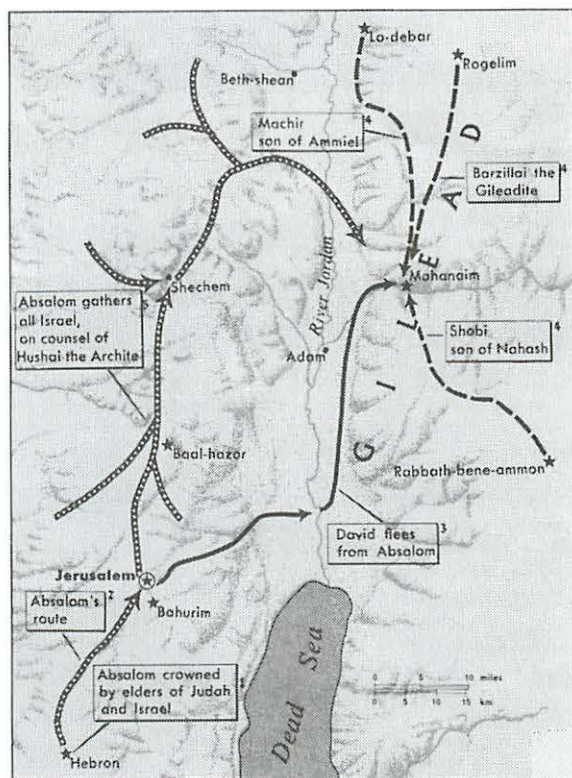 Lo-debar
Rogelim
Beth-shean
Machir
son of Ammiel
4
Barzillai the
Gileadite
4
GILEAD
River Jordan
Mahanaim
Shechem
Absalom gathers
all Israel,
on counsel of
Hushai the Archite
5
Shobi
son of Nahash
4
Adam
Baal-hazor
Rabbath-bene-ammon
David flees
from Absalom
3
Jerusalem
Bahurim
Absalom's
route
2
Absalom crowned
by elders of Judah
and Israel
Hebron
Dead Sea
0 5 10 miles
0 5 10 15 km